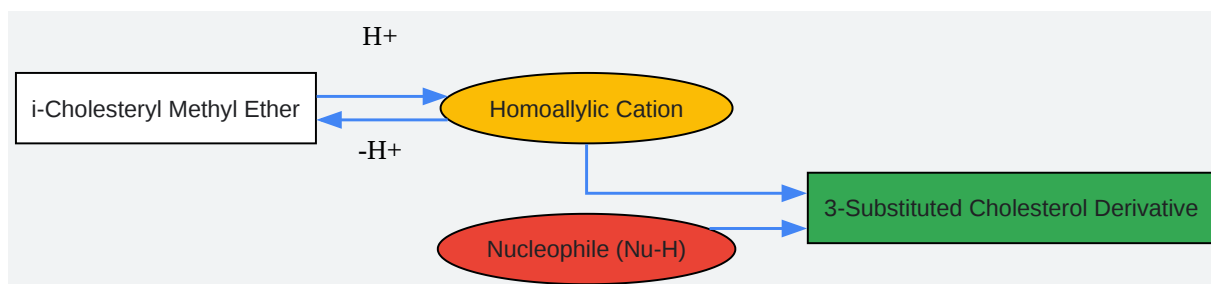 H+
i-Cholesteryl Methyl Ether
Homoallylic Cation
-H+
3-Substituted Cholesterol Derivative
Nucleophile (Nu-H)